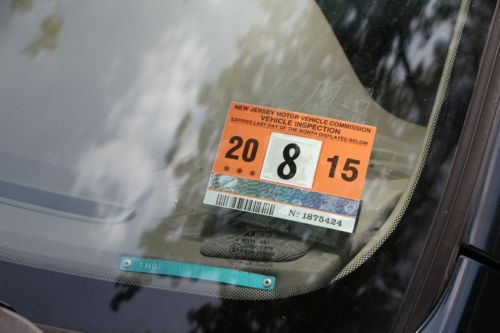 NEW JERSEY MOTOR VEHICLE COMMISSION
VEHICLE INSPECTION
EXPIRES LAST DAY OF THE MONTH DISPLAYED BELOW
20 8 15
* * *
No 1875424
1HG